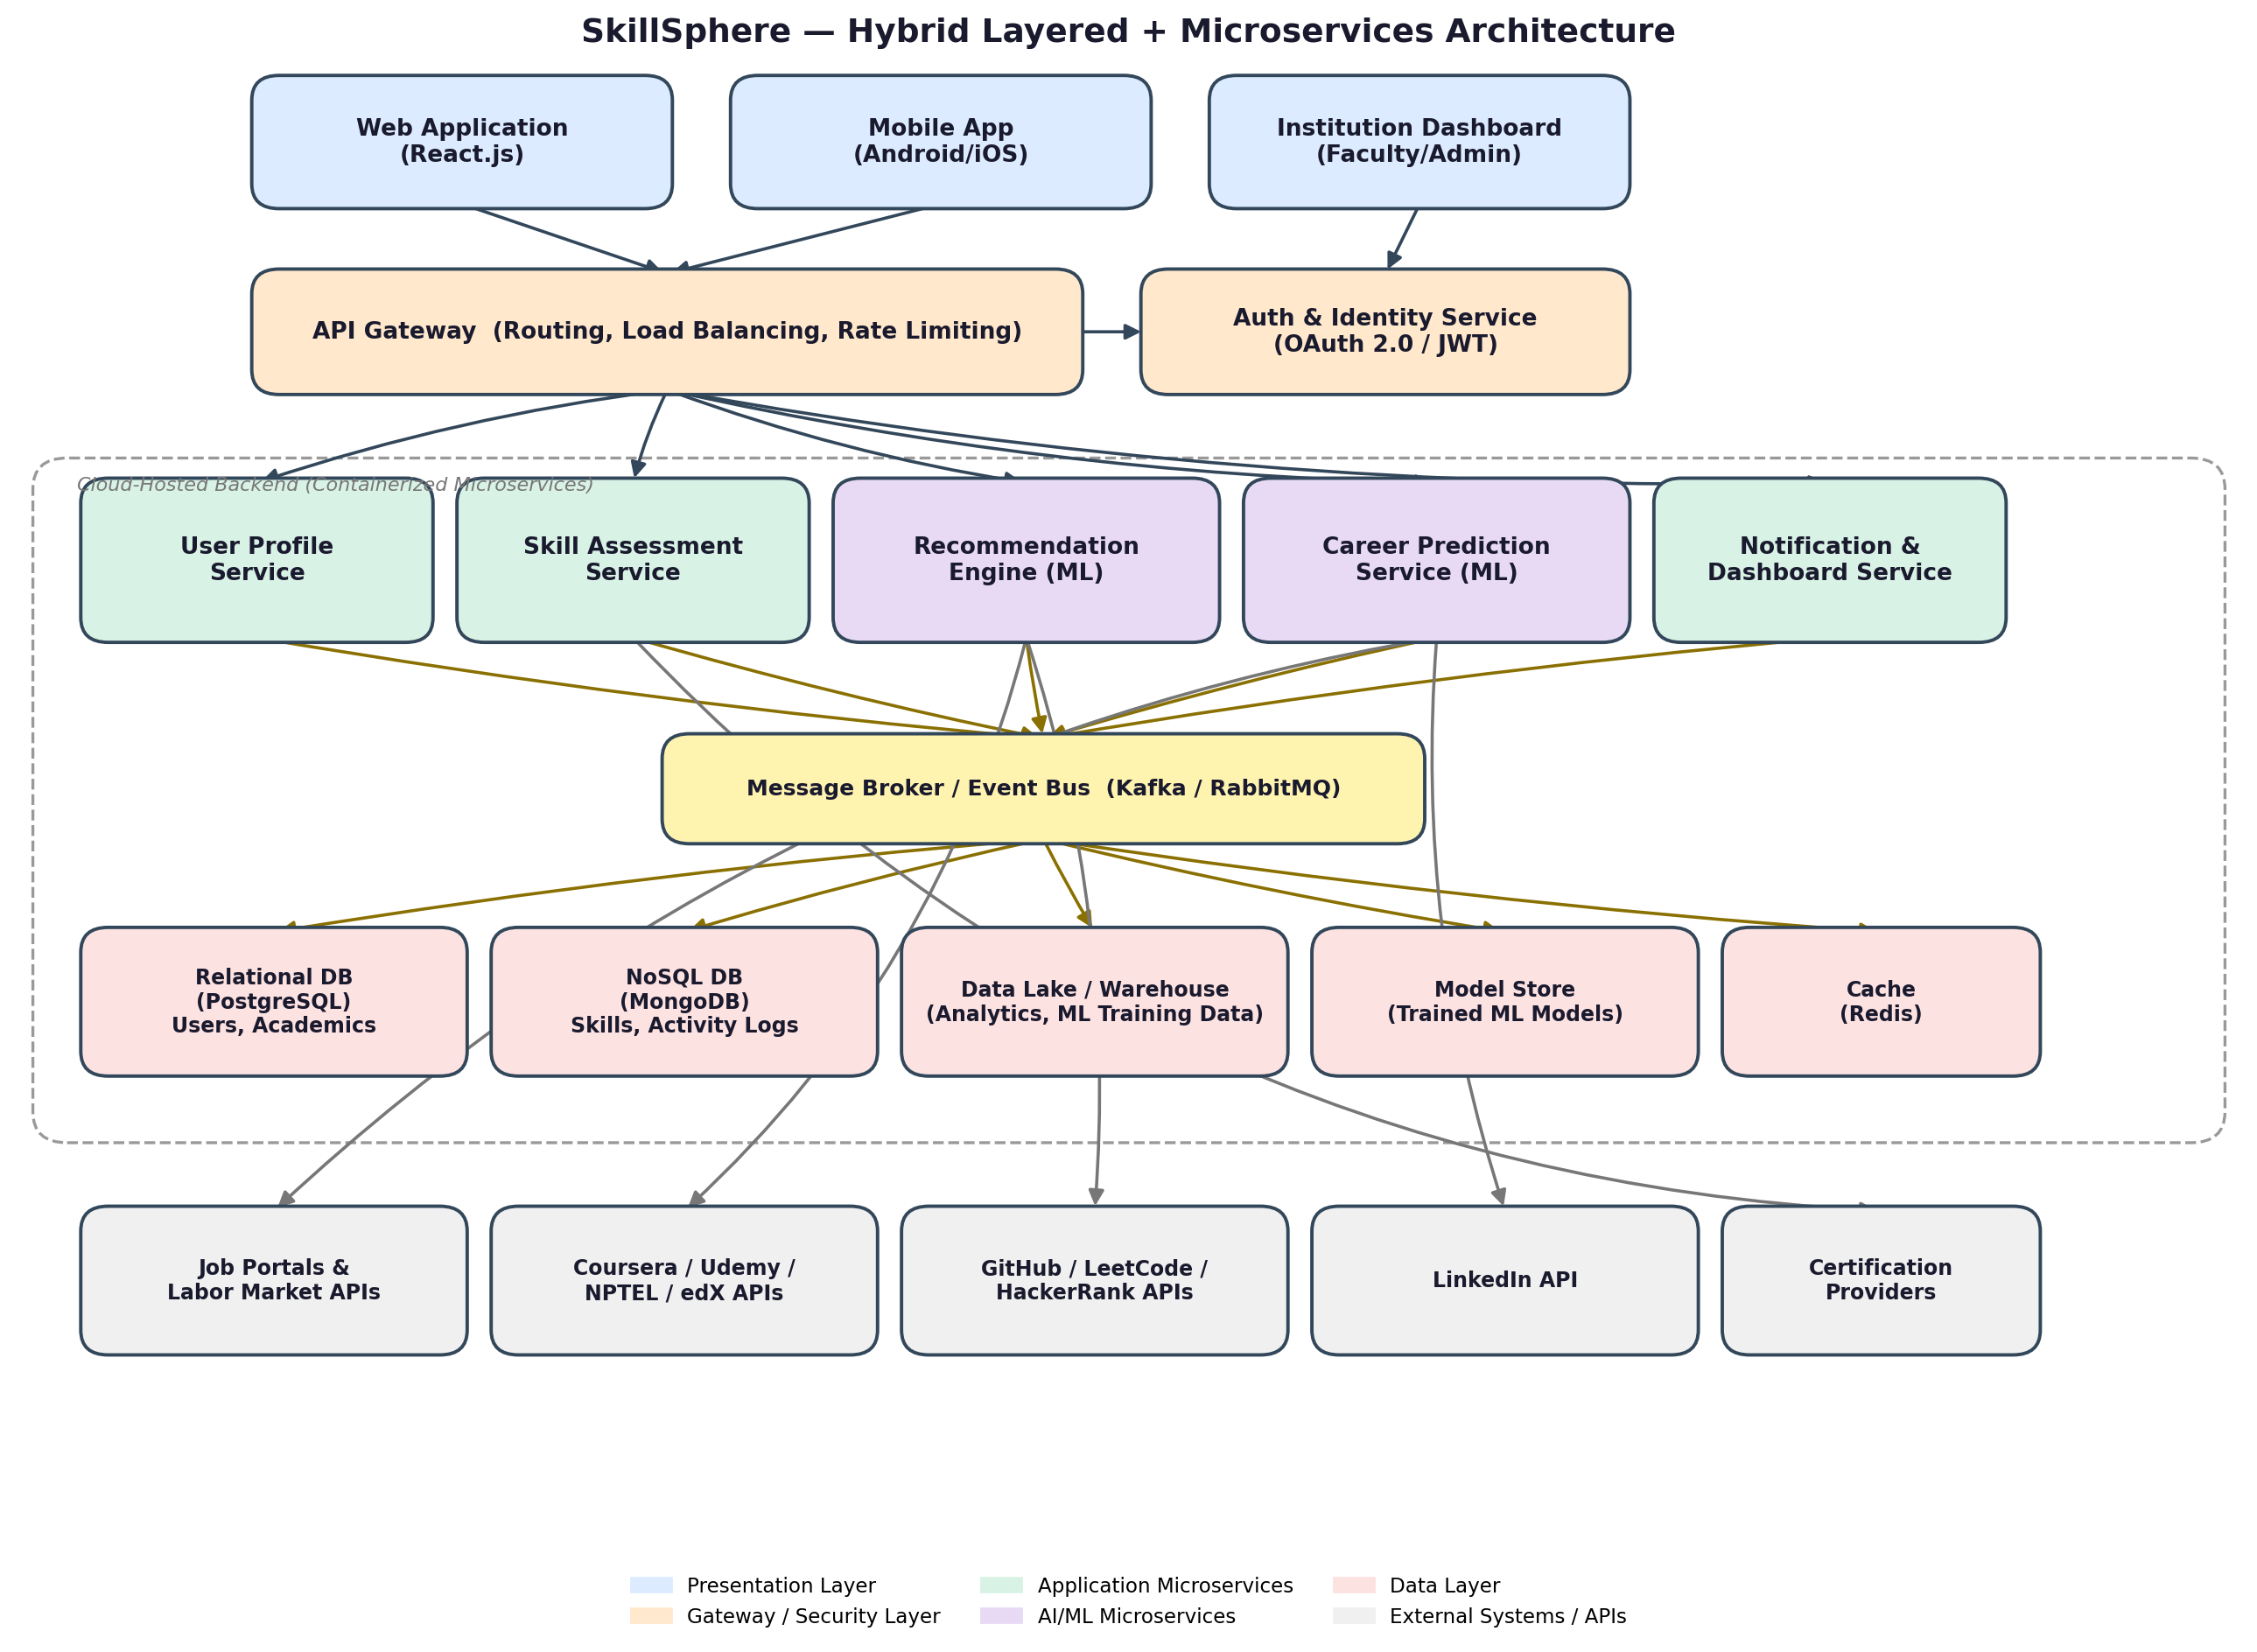 SkillSphere — Hybrid Layered + Microservices Architecture
Web Application
(React.js)
Mobile App
(Android/iOS)
Institution Dashboard
(Faculty/Admin)
API Gateway  (Routing, Load Balancing, Rate Limiting)
Auth & Identity Service
(OAuth 2.0 / JWT)
Cloud-Hosted Backend (Containerized Microservices)
User Profile
Service
Skill Assessment
Service
Recommendation
Engine (ML)
Career Prediction
Service (ML)
Notification &
Dashboard Service
Message Broker / Event Bus  (Kafka / RabbitMQ)
Relational DB
(PostgreSQL)
Users, Academics
NoSQL DB
(MongoDB)
Skills, Activity Logs
Data Lake / Warehouse
(Analytics, ML Training Data)
Model Store
(Trained ML Models)
Cache
(Redis)
Job Portals &
Labor Market APIs
Coursera / Udemy /
NPTEL / edX APIs
GitHub / LeetCode /
HackerRank APIs
LinkedIn API
Certification
Providers
Presentation Layer
Gateway / Security Layer
Application Microservices
AI/ML Microservices
Data Layer
External Systems / APIs